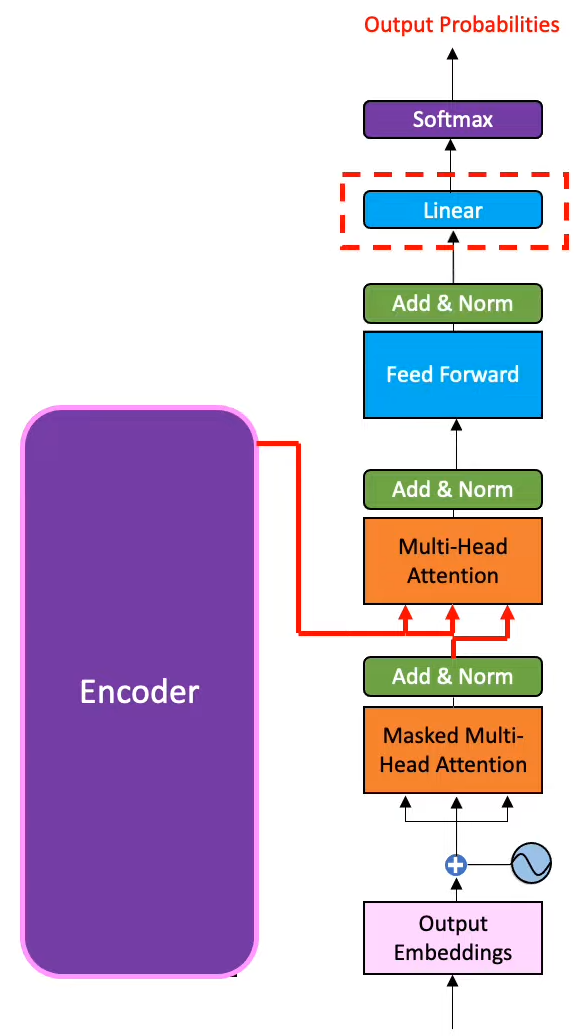 Output Probabilities
Softmax
Linear
Add & Norm
Feed Forward
Add & Norm
Multi-Head
Attention
Add & Norm
Masked Multi-
Head Attention
Encoder
Output
Embeddings